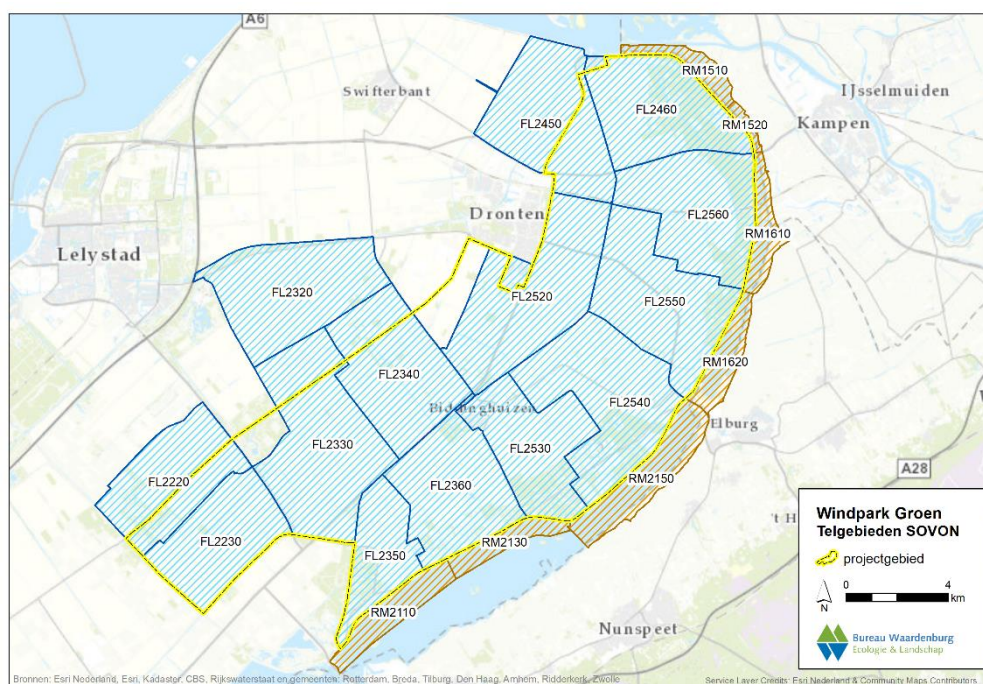 A6
RM1510
Swifterbant
IJsselmuiden
FL2450
FL2460
RM1520
Kampen
Dronten
FL2560
RM1610
Lelystad
FL2320
FL2520
FL2550
FL2340
RM1620
Biddinghuizen
FL2540
Elburg
FL2530
FL2330
A28
FL2220
FL2360
RM2150
FL2230
FL2350
RM2130
't H
RM2110
Nunspeet
Windpark Groen
Telgebieden SOVON
projectgebied
0 4
km
N
Bureau Waardenburg
Ecologie & Landschap
Bronnen: Esri Nederland, Esri, Kadaster, CBS, Rijkswaterstaat en gemeenten: Rotterdam, Breda, Tilburg, Den Haag, Arnhem, Ridderkerk, Zwolle
Service Layer Credits: Esri Nederland & Community Maps Contributors